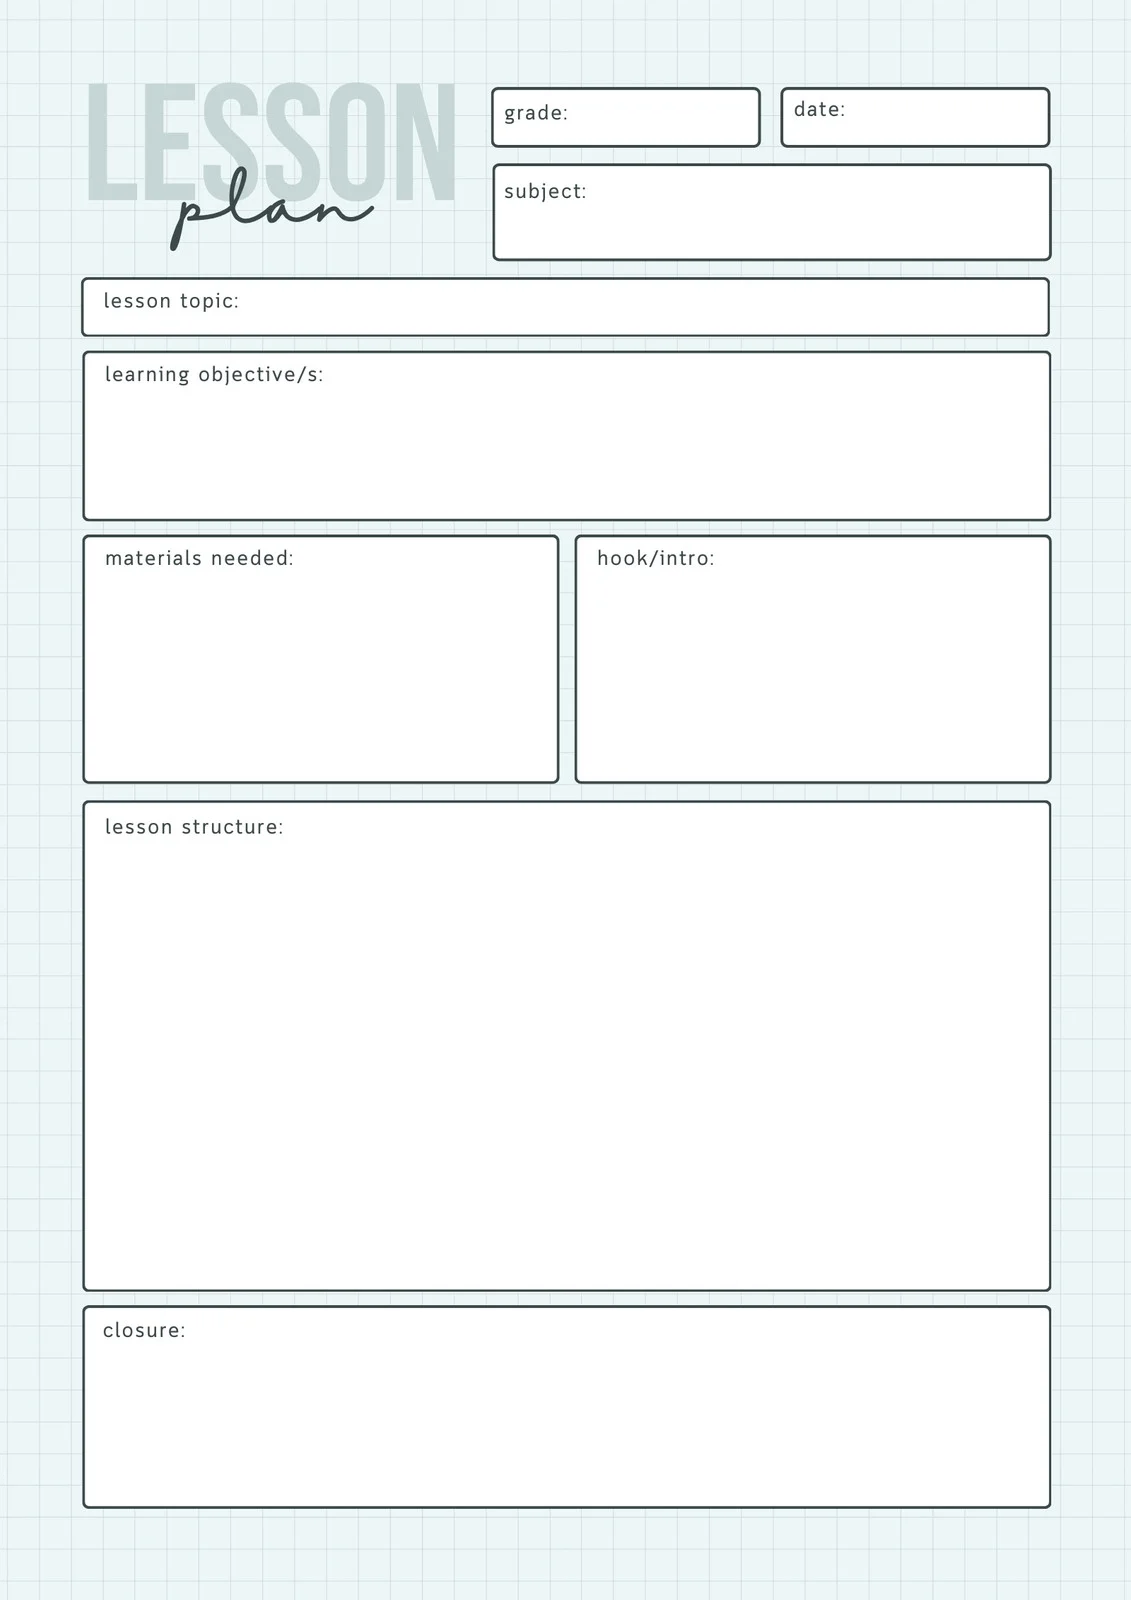 LESSON
plan
grade:
date:
subject:
lesson topic:
learning objective/s:
materials needed:
hook/intro:
lesson structure:
closure: